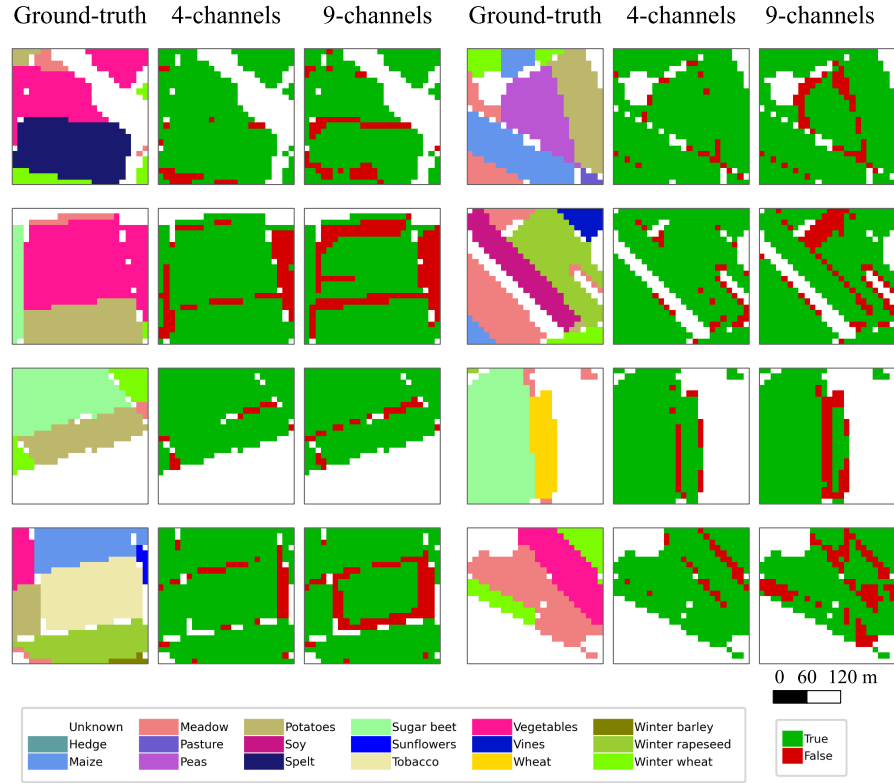 Ground-truth 4-channels 9-channels Ground-truth 4-channels 9-channels
0 60 120 m
Unknown Meadow Potatoes Sugar beet Vegetables Winter barley
Hedge Pasture Soy Sunflowers Vines Winter rapeseed
Maize Peas Spelt Tobacco Wheat Winter wheat
True
False